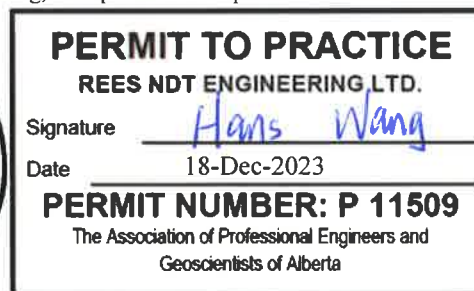 PERMIT TO PRACTICE
REES NDT ENGINEERING LTD.
Signature Hans Wang
Date 18-Dec-2023
PERMIT NUMBER: P 11509
The Association of Professional Engineers and
Geoscientists of Alberta